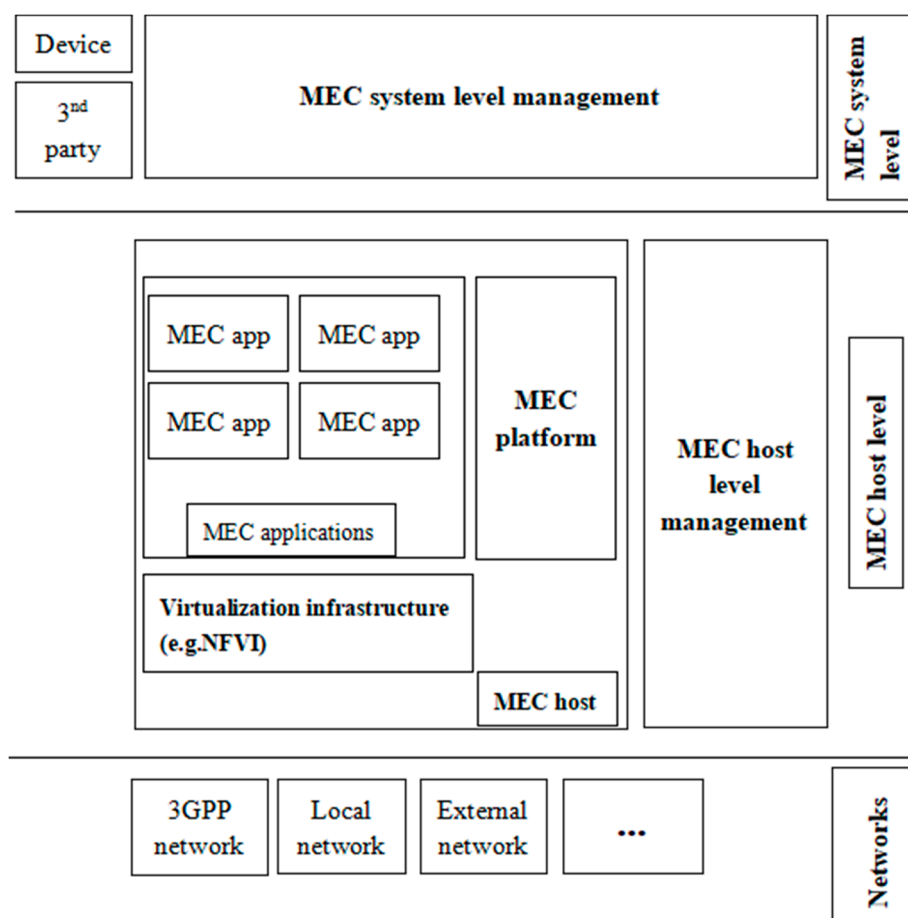 Device
3nd
party
MEC system level management
MEC system
level
MEC app
MEC app
MEC app
MEC app
MEC applications
MEC
platform
Virtualization infrastructure
(e.g.NFVI)
MEC host
MEC host
level
management
MEC host level
3GPP
network
Local
network
External
network
...
Networks